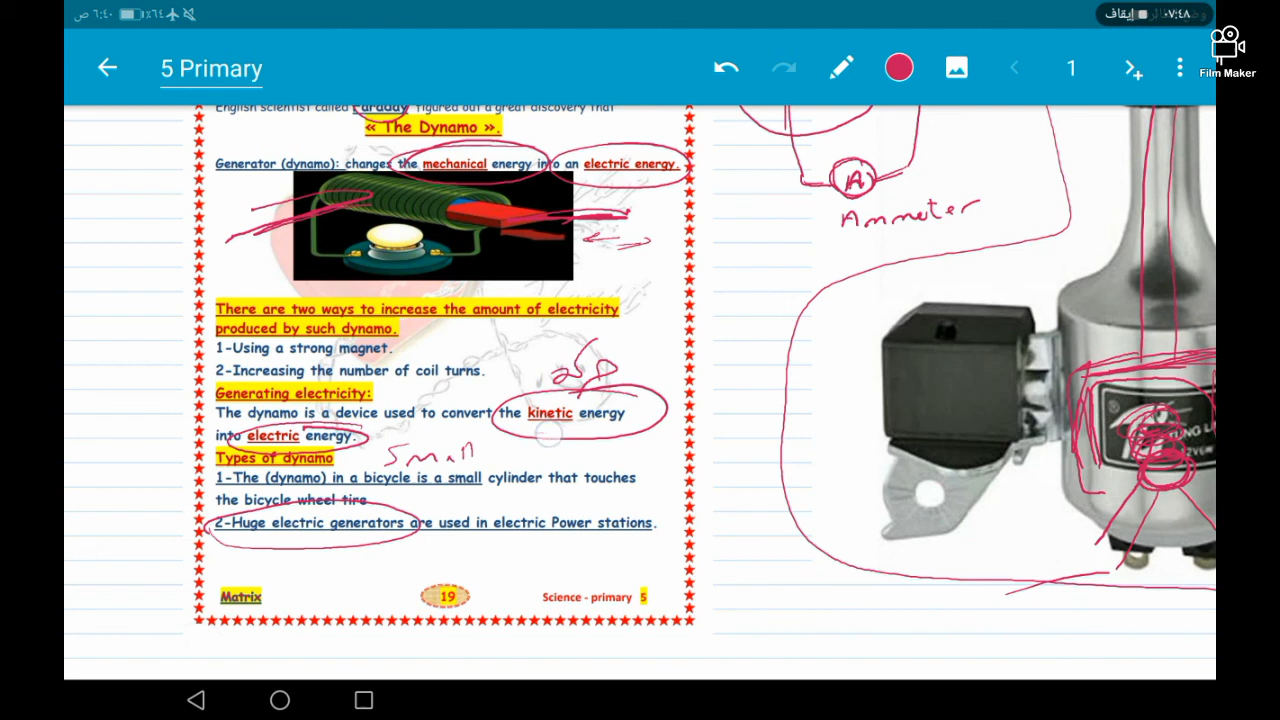 ٦:٤٠ ص
٪٦٤
٠٧:٤٨
إيقاف
5 Primary
1
Film Maker
English scientist called Faraday figured out a great discovery that
« The Dynamo ».
Generator (dynamo): changes the mechanical energy into an electric energy.
A
Ammeter
There are two ways to increase the amount of electricity
produced by such dynamo.
1-Using a strong magnet.
2-Increasing the number of coil turns.
Generating electricity:
The dynamo is a device used to convert the kinetic energy
into electric energy.
Small
Types of dynamo
1-The (dynamo) in a bicycle is a small cylinder that touches
the bicycle wheel tire
2-Huge electric generators are used in electric Power stations.
Matrix
19
Science - primary 5